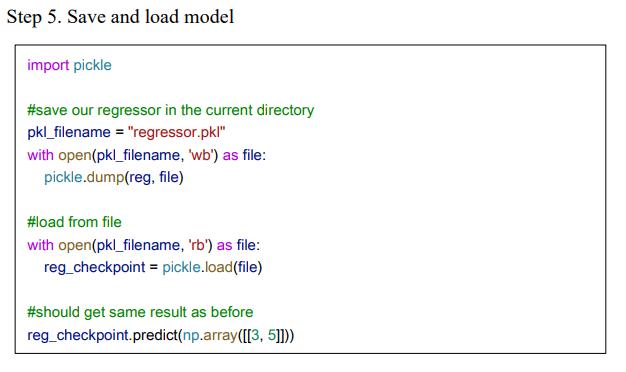 Step 5. Save and load model
import pickle
#save our regressor in the current directory
pkl_filename = "regressor.pkl"
with open(pkl_filename, 'wb') as file:
    pickle.dump(reg, file)
#load from file
with open(pkl_filename, 'rb') as file:
    reg_checkpoint = pickle.load(file)
#should get same result as before
reg_checkpoint.predict(np.array([[3, 5]]))